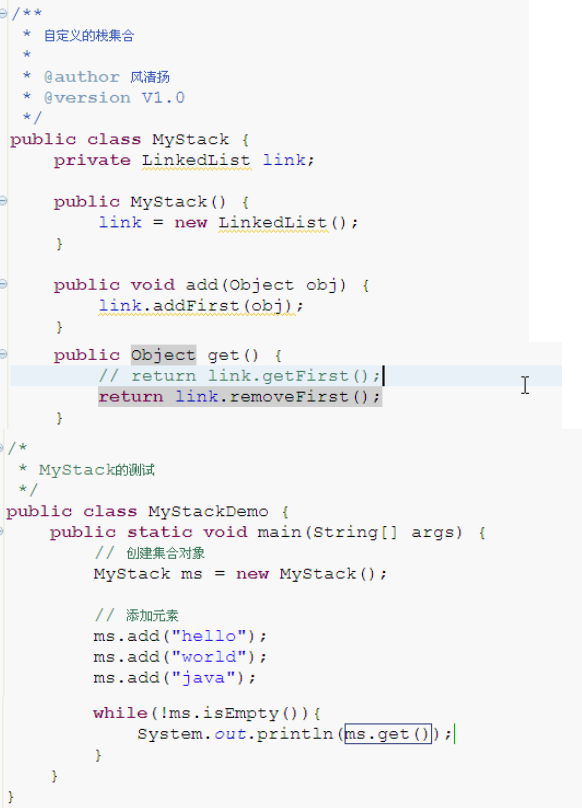 /**
 * 自定义的栈集合
 *
 * @author 风清扬
 * @version V1.0
 */
public class MyStack {
    private LinkedList link;

    public MyStack() {
        link = new LinkedList();
    }

    public void add(Object obj) {
        link.addFirst(obj);
    }
    public Object get() {
        // return link.getFirst();
        return link.removeFirst();
    }
/*
 * MyStack的测试
 */
public class MyStackDemo {
    public static void main(String[] args) {
        // 创建集合对象
        MyStack ms = new MyStack();

        // 添加元素
        ms.add("hello");
        ms.add("world");
        ms.add("java");

        while(!ms.isEmpty()){
            System.out.println(ms.get());
        }
    }
}